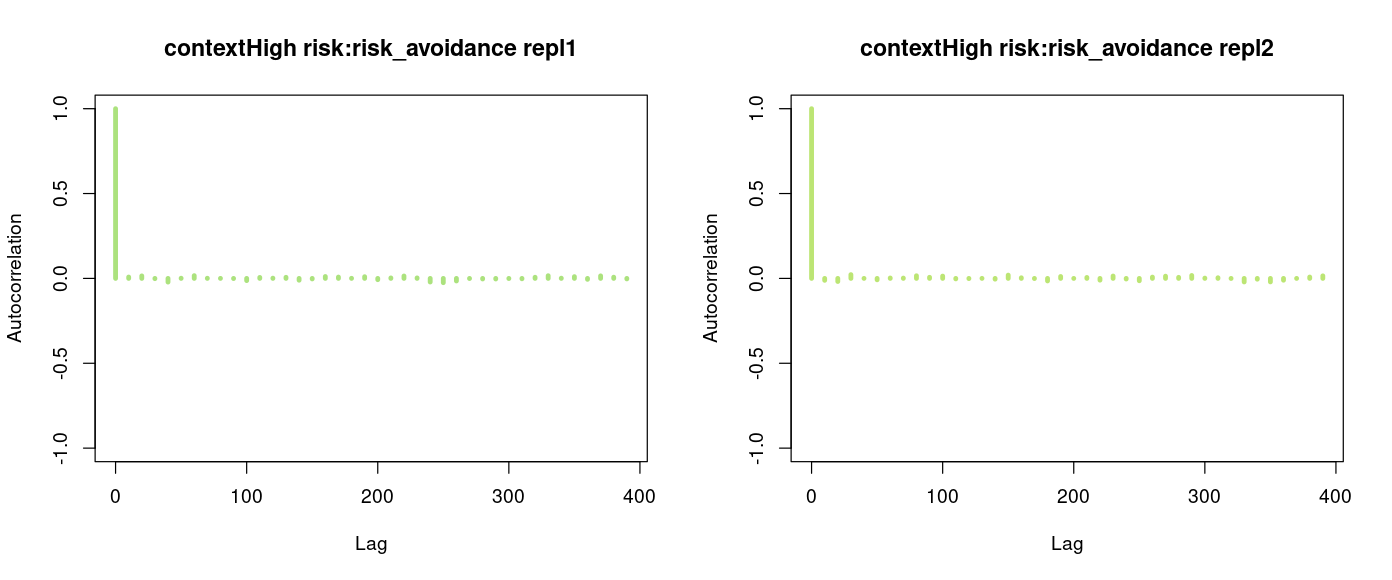 contextHigh risk:risk_avoidance repl1
Autocorrelation
1.0
0.5
0.0
-0.5
-1.0
0 100 200 300 400
Lag
contextHigh risk:risk_avoidance repl2
Autocorrelation
1.0
0.5
0.0
-0.5
-1.0
0 100 200 300 400
Lag